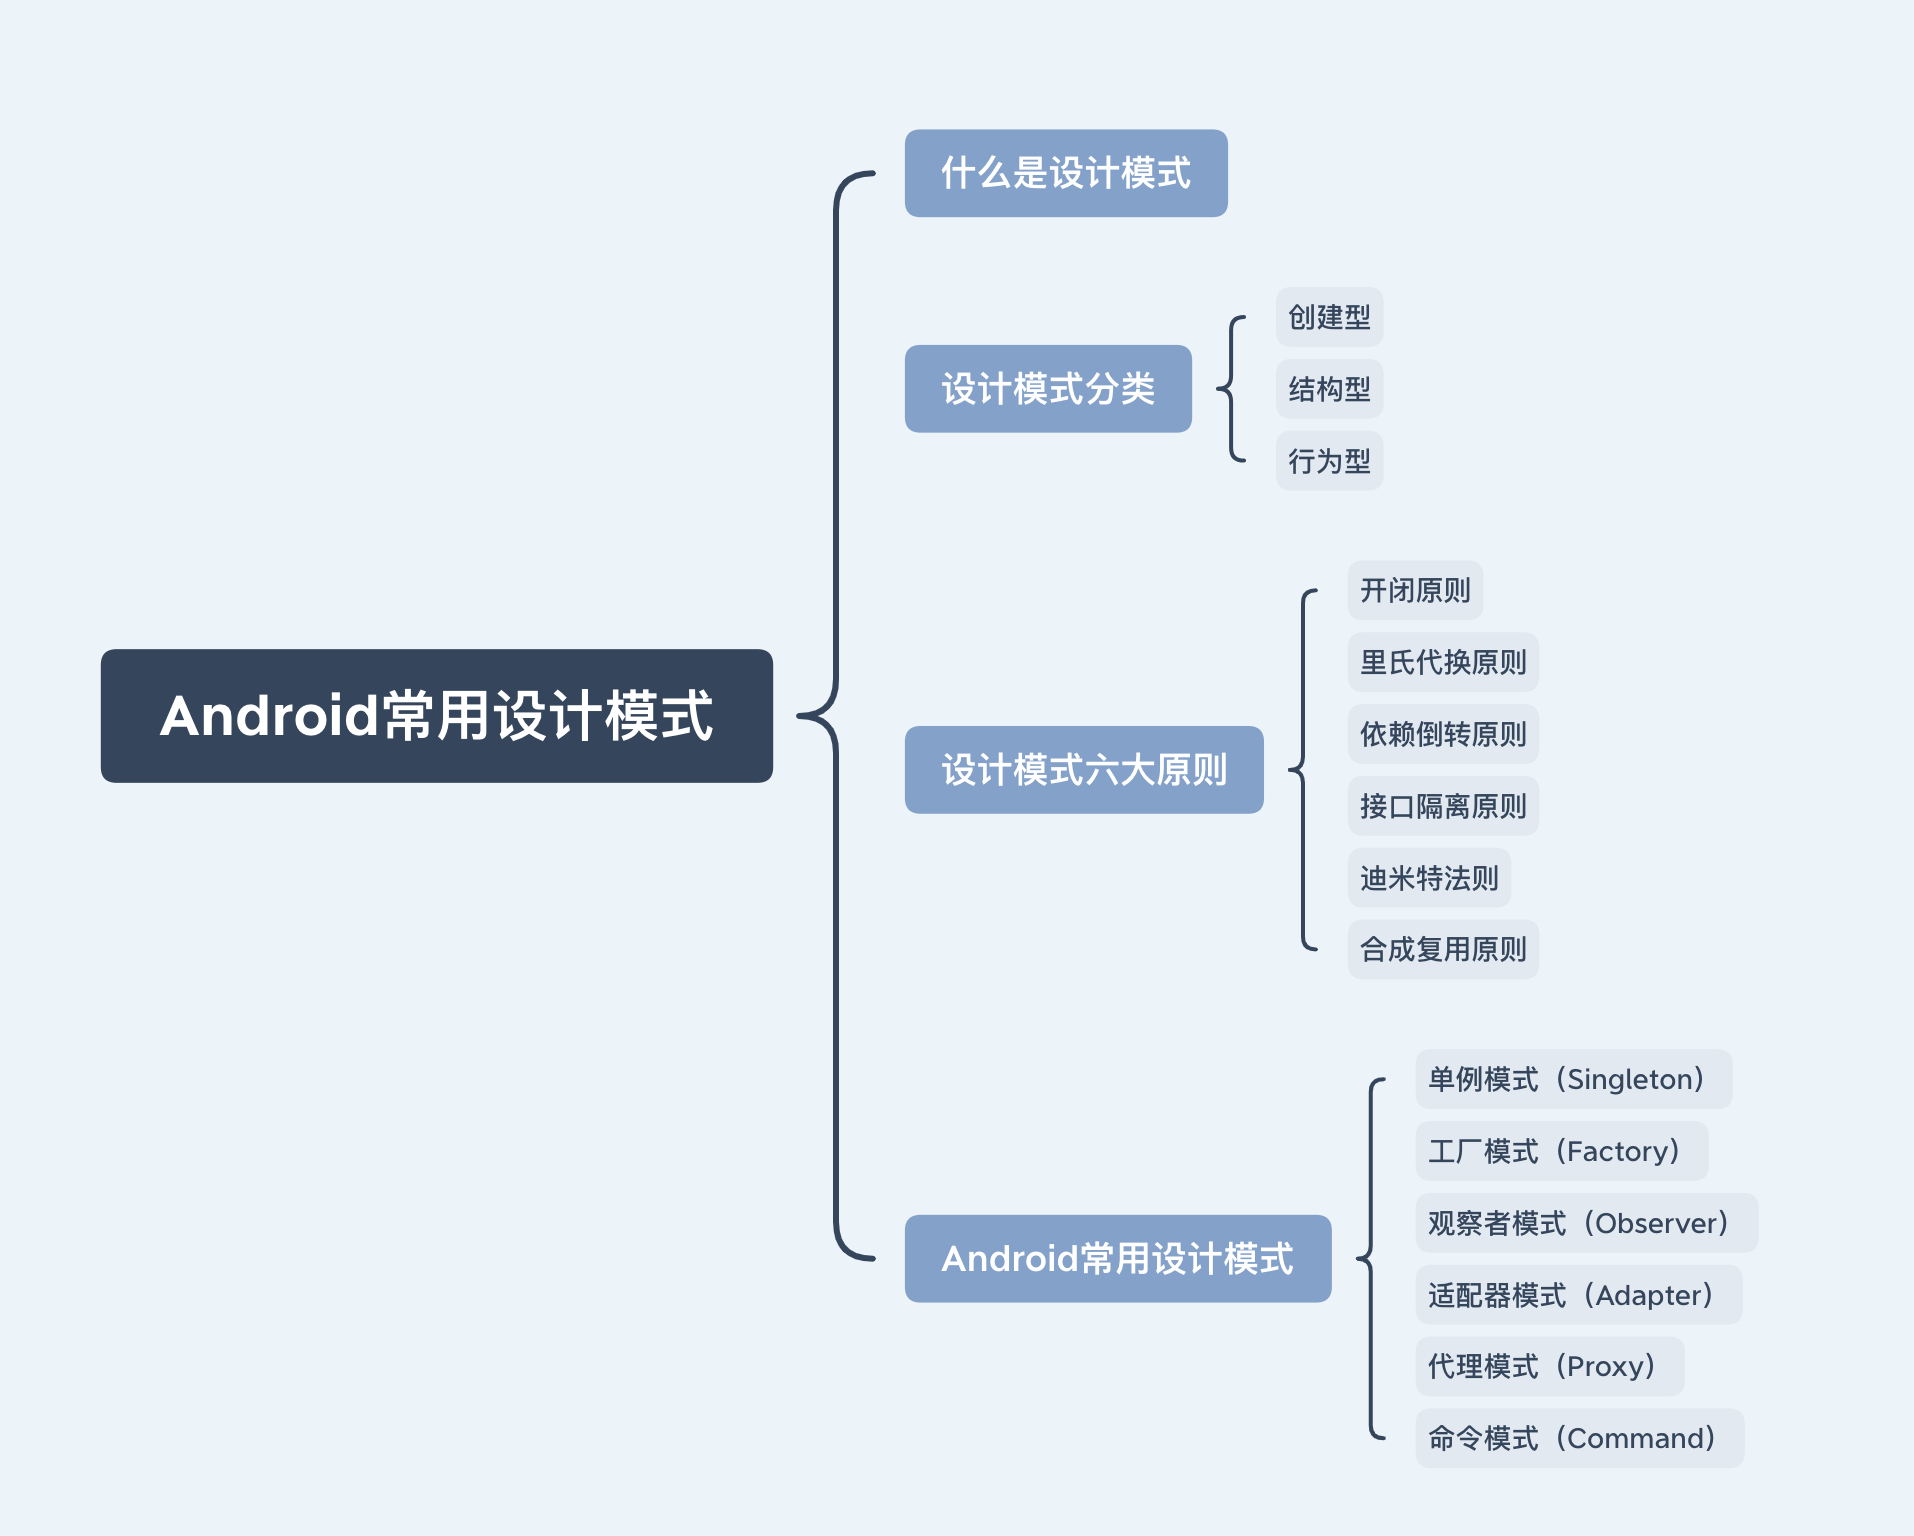 Android常用设计模式
什么是设计模式
设计模式分类
创建型
结构型
行为型
设计模式六大原则
开闭原则
里氏代换原则
依赖倒转原则
接口隔离原则
迪米特法则
合成复用原则
Android常用设计模式
单例模式（Singleton）
工厂模式（Factory）
观察者模式（Observer）
适配器模式（Adapter）
代理模式（Proxy）
命令模式（Command）